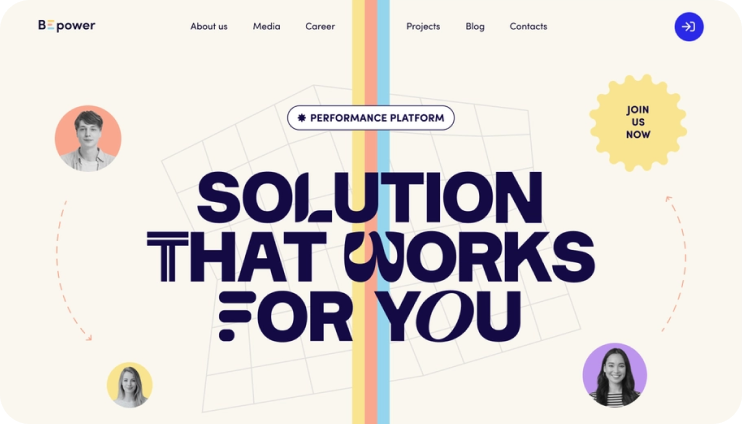 BEpower
About us
Media
Career
Projects
Blog
Contacts
PERFORMANCE PLATFORM
JOIN
US
NOW
SOLUTION
THAT WORKS
FOR YOU